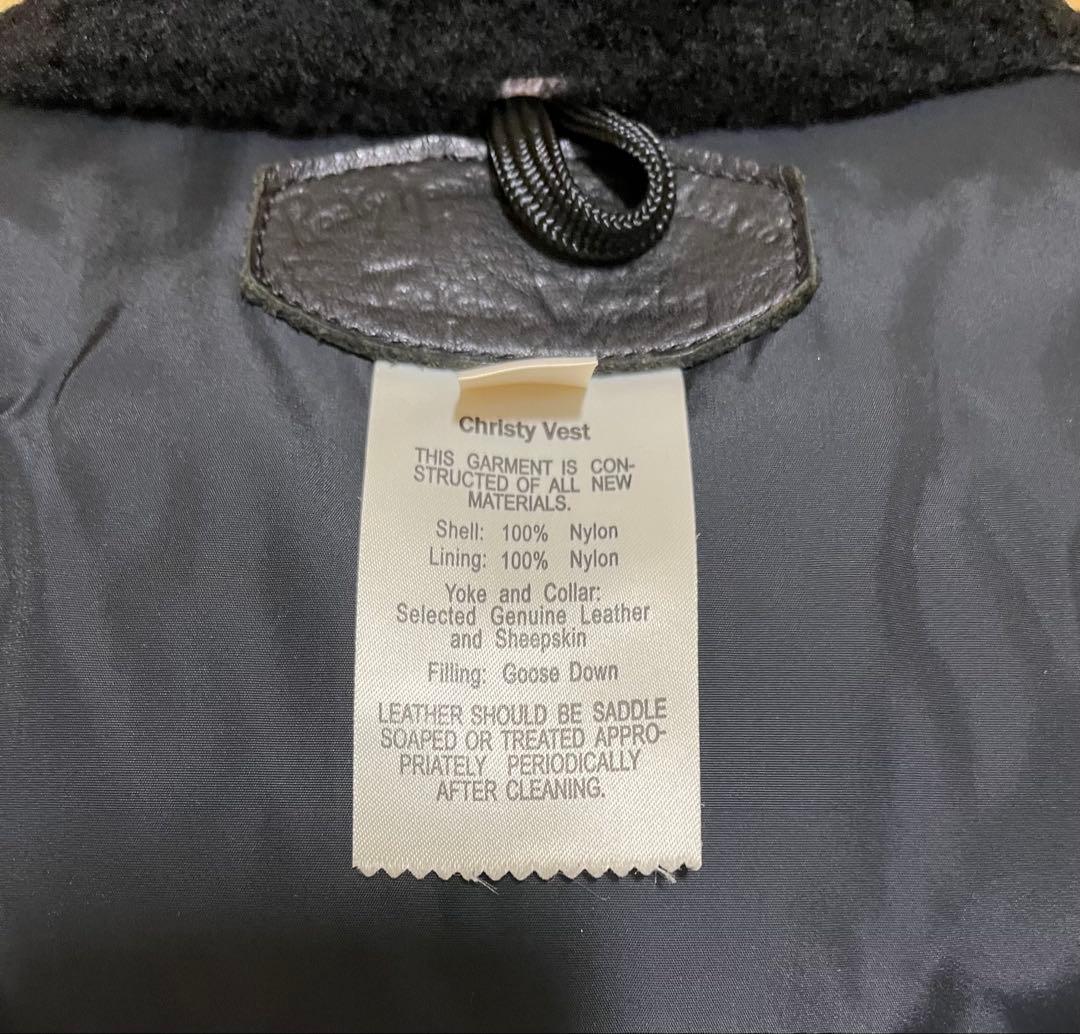 Christy Vest
THIS GARMENT IS CON-
STRUCTED OF ALL NEW
MATERIALS.
Shell: 100% Nylon
Lining: 100% Nylon
Yoke and Collar:
Selected Genuine Leather
and Sheepskin
Filling: Goose Down
LEATHER SHOULD BE SADDLE
SOAPED OR TREATED APPRO-
PRIATELY PERIODICALLY
AFTER CLEANING.